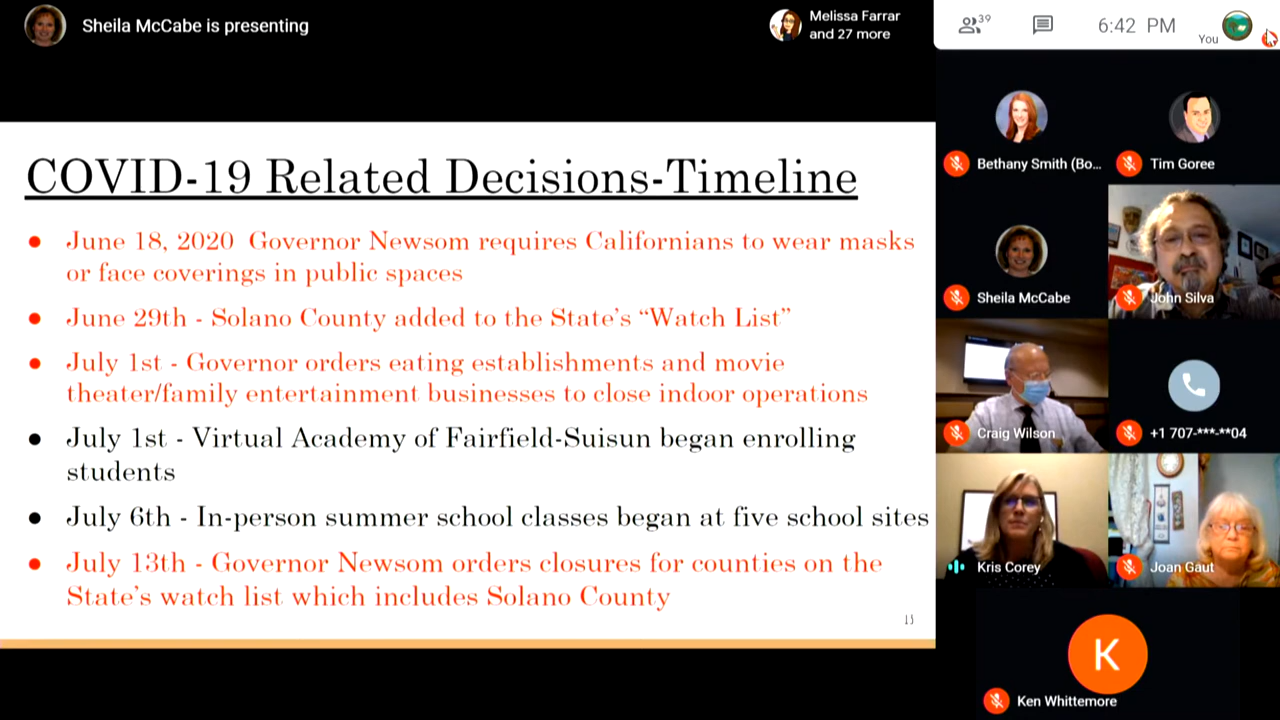 Sheila McCabe is presenting
Melissa Farrar
and 27 more
39
6:42 PM
You
COVID-19 Related Decisions-Timeline
● June 18, 2020 Governor Newsom requires Californians to wear masks
or face coverings in public spaces
● June 29th - Solano County added to the State's “Watch List”
● July 1st - Governor orders eating establishments and movie
theater/family entertainment businesses to close indoor operations
● July 1st - Virtual Academy of Fairfield-Suisun began enrolling
students
● July 6th - In-person summer school classes began at five school sites
● July 13th - Governor Newsom orders closures for counties on the
State's watch list which includes Solano County
15
Bethany Smith (Bo...
Tim Goree
Sheila McCabe
John Silva
Craig Wilson
+1 707-***-**04
Kris Corey
Joan Gaut
K
Ken Whittemore